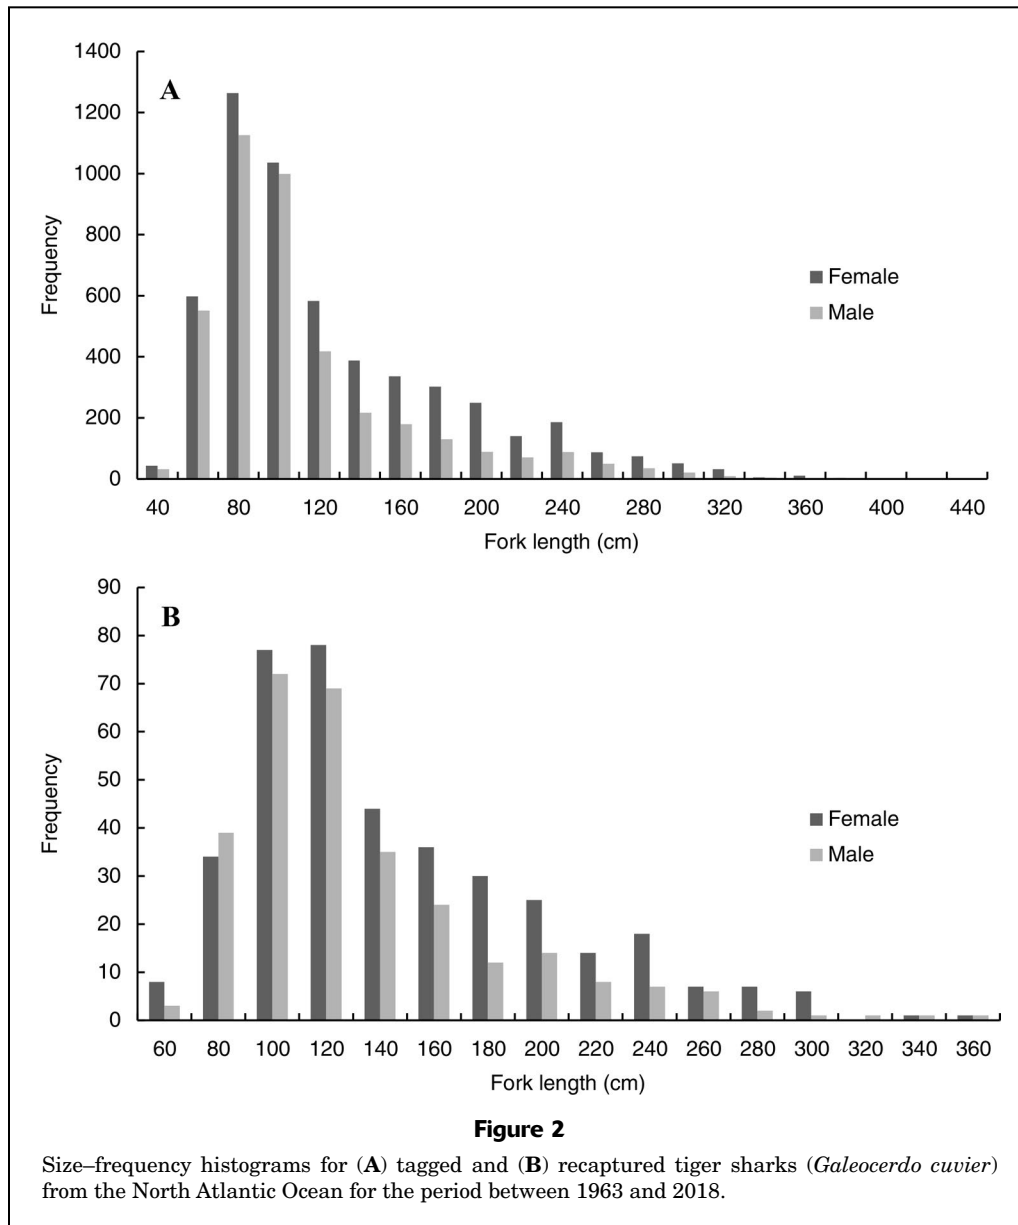 1400
A
1200
1000
800
Frequency
Female
600
Male
400
200
0
40 80 120 160 200 240 280 320 360 400 440
Fork length (cm)
90
B
80
70
60
50
Frequency
Female
40
Male
30
20
10
0
60 80 100 120 140 160 180 200 220 240 260 280 300 320 340 360
Fork length (cm)
Figure 2
Size–frequency histograms for (A) tagged and (B) recaptured tiger sharks (Galeocerdo cuvier)
from the North Atlantic Ocean for the period between 1963 and 2018.